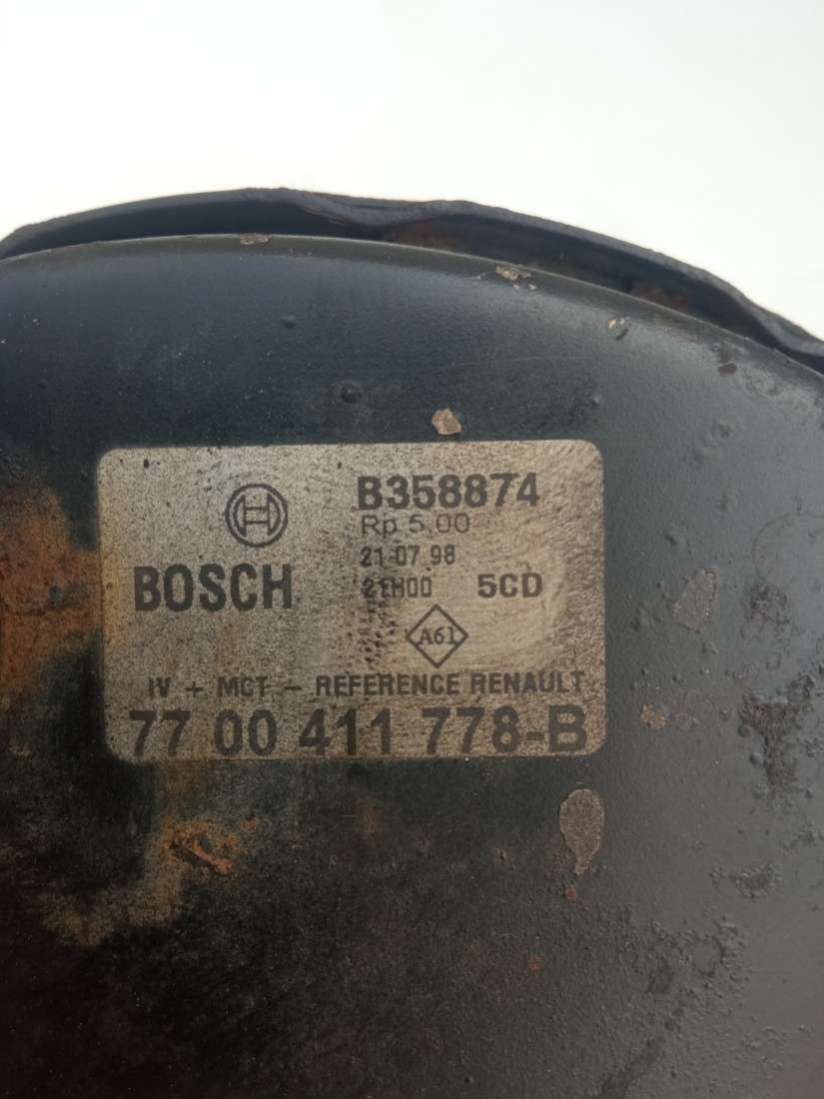 B358874
Rp 5.00
21 07 98
BOSCH
21H00 5CD
A61
IV + MCT - REFERENCE RENAULT
77 00 411 778-B